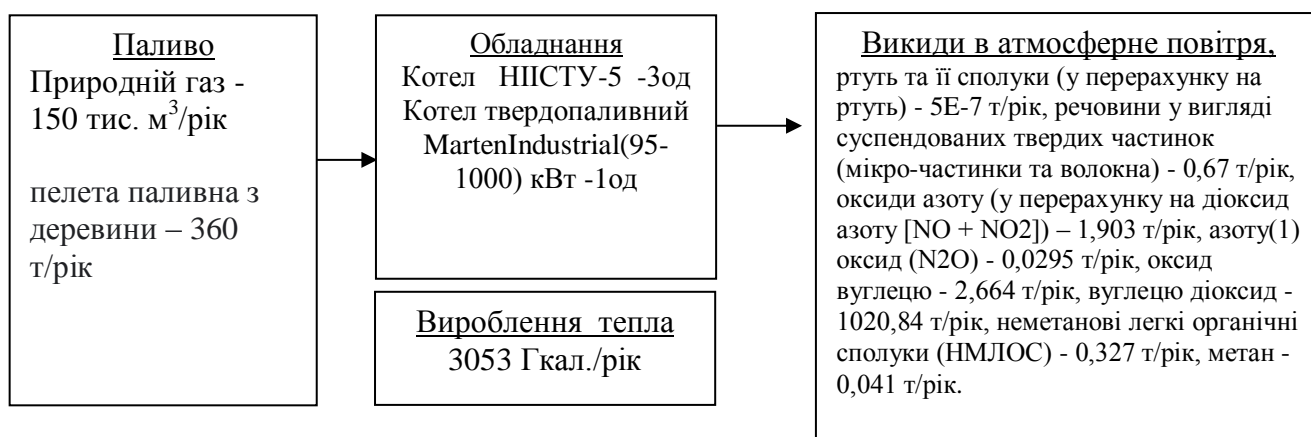 Паливо
Природній газ -
150 тис. м³/рік
пелета паливна з
деревини – 360
т/рік
Обладнання
Котел НІІСТУ-5 -3од
Котел твердопаливний
MartenIndustrial(95-
1000) кВт -1од
Вироблення тепла
3053 Гкал./рік
Викиди в атмосферне повітря,
ртуть та її сполуки (у перерахунку на
ртуть) - 5Е-7 т/рік, речовини у вигляді
суспендованих твердих частинок
(мікро-частинки та волокна) - 0,67 т/рік,
оксиди азоту (у перерахунку на діоксид
азоту [NO + NO2]) – 1,903 т/рік, азоту(1)
оксид (N2O) - 0,0295 т/рік, оксид
вуглецю - 2,664 т/рік, вуглецю діоксид -
1020,84 т/рік, неметанові легкі органічні
сполуки (НМЛОС) - 0,327 т/рік, метан -
0,041 т/рік.